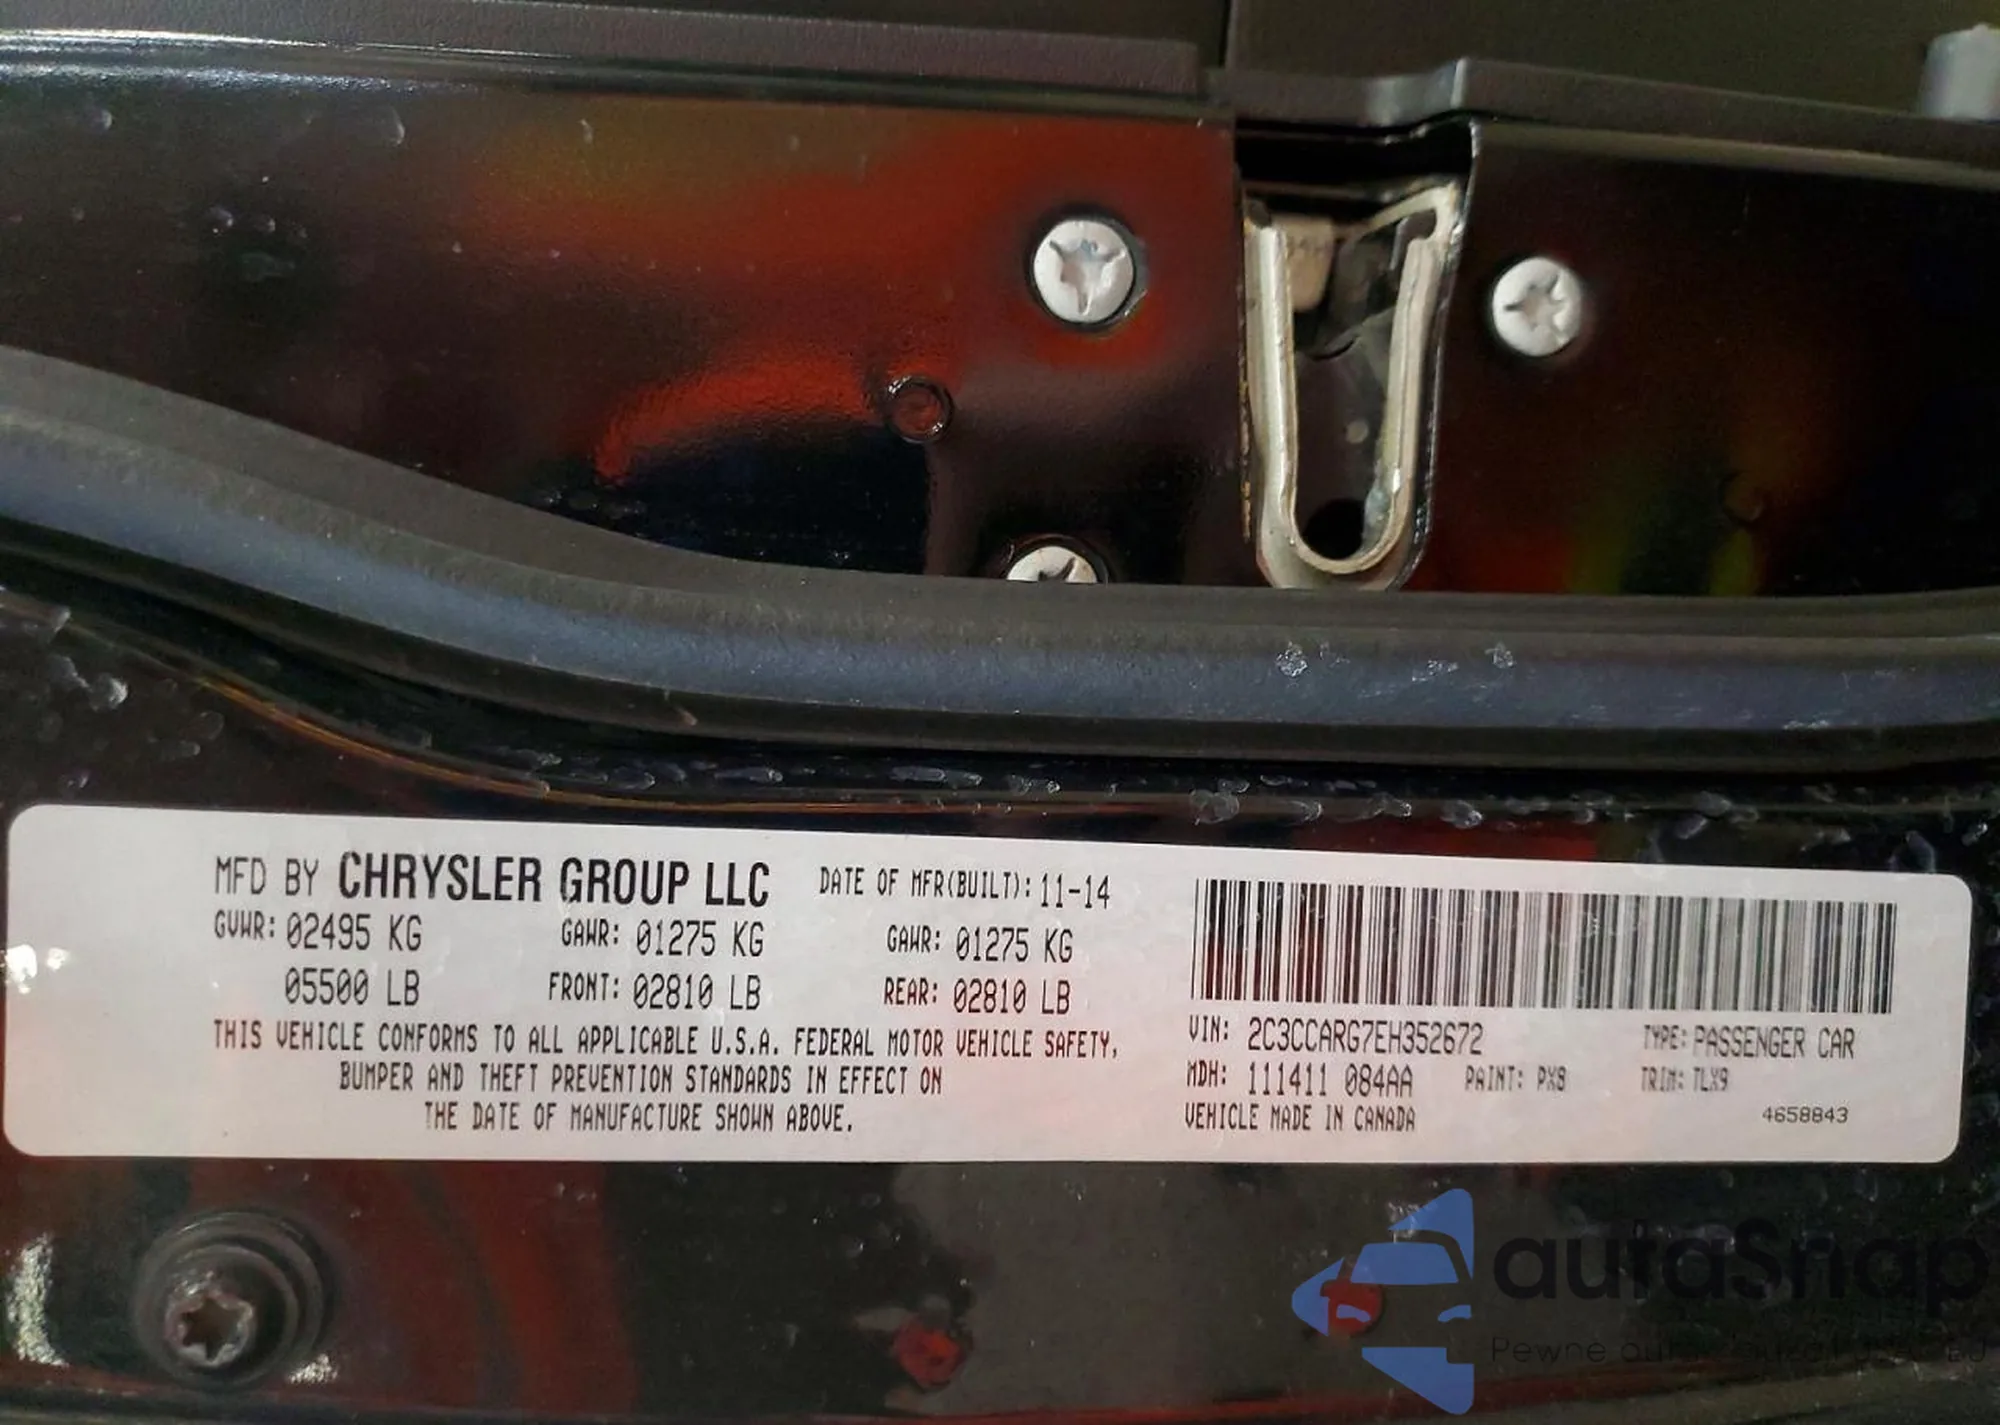 MFD BY CHRYSLER GROUP LLC DATE OF MFR(BUILT): 11-14
GVWR: 02495 KG GAWR: 01275 KG GAWR: 01275 KG
05500 LB FRONT: 02810 LB REAR: 02810 LB
THIS VEHICLE CONFORMS TO ALL APPLICABLE U.S.A. FEDERAL MOTOR VEHICLE SAFETY,
BUMPER AND THEFT PREVENTION STANDARDS IN EFFECT ON
THE DATE OF MANUFACTURE SHOWN ABOVE.
VIN: 2C3CCARG7EH352672 TYPE: PASSENGER CAR
MDH: 111411 084AA PAINT: PX8 TRIM: TLX9
VEHICLE MADE IN CANADA 4658843
autaSnap
Pewne auta z